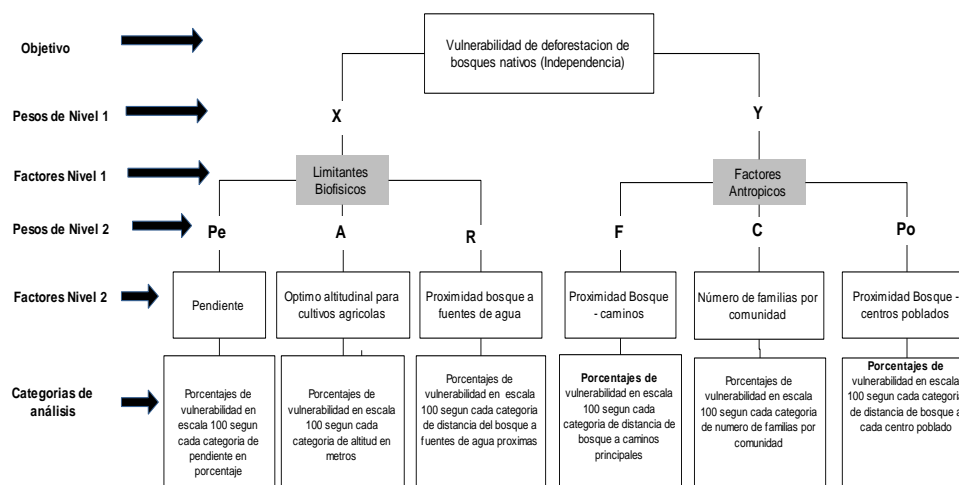 Objetivo
Vulnerabilidad de deforestacion de
bosques nativos (Independencia)
Pesos de Nivel 1
X
Y
Factores Nivel 1
Limitantes
Biofisicos
Factores
Antropicos
Pesos de Nivel 2
Pe
A
R
F
C
Po
Factores Nivel 2
Pendiente
Optimo altitudinal para
cultivos agricolas
Proximidad bosque a
fuentes de agua
Proximidad Bosque
- caminos
Número de familias por
comunidad
Proximidad Bosque -
centros poblados
Categorias de
análisis
Porcentajes de
vulnerabilidad en
escala 100 segun cada
categoria de
pendiente en
porcentaje
Porcentajes de
vulnerabilidad en
escala 100 segun
cada categoria de
altitud en metros
Porcentajes de
vulnerabilidad en escala
100 segun cada categoria
de distancia del bosque a
fuentes de agua proximas
Porcentajes de
vulnerabilidad en escala
100 segun cada
categoria de distancia de
bosque a caminos
principales
Porcentajes de
vulnerabilidad en escala
100 segun cada categoria
de numero de familias por
comunidad
Porcentajes de
vulnerabilidad en escala
100 segun cada categoria
de distancia de bosque a
cada centro poblado